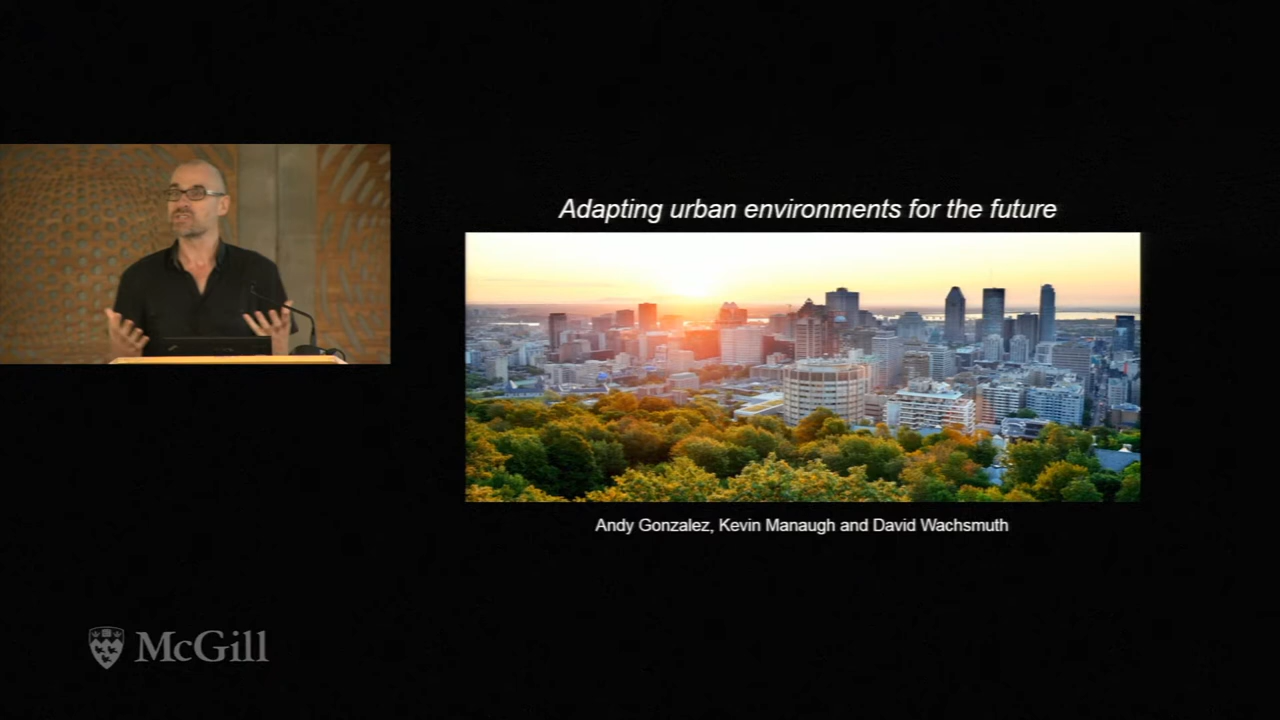 Adapting urban environments for the future
Andy Gonzalez, Kevin Manaugh and David Wachsmuth
McGill